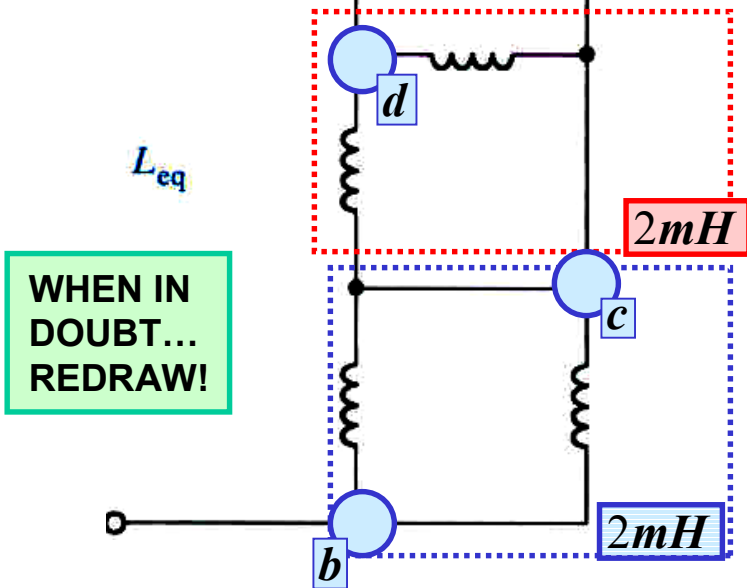 d
L_eq
2mH
WHEN IN
DOUBT...
REDRAW!
c
2mH
b